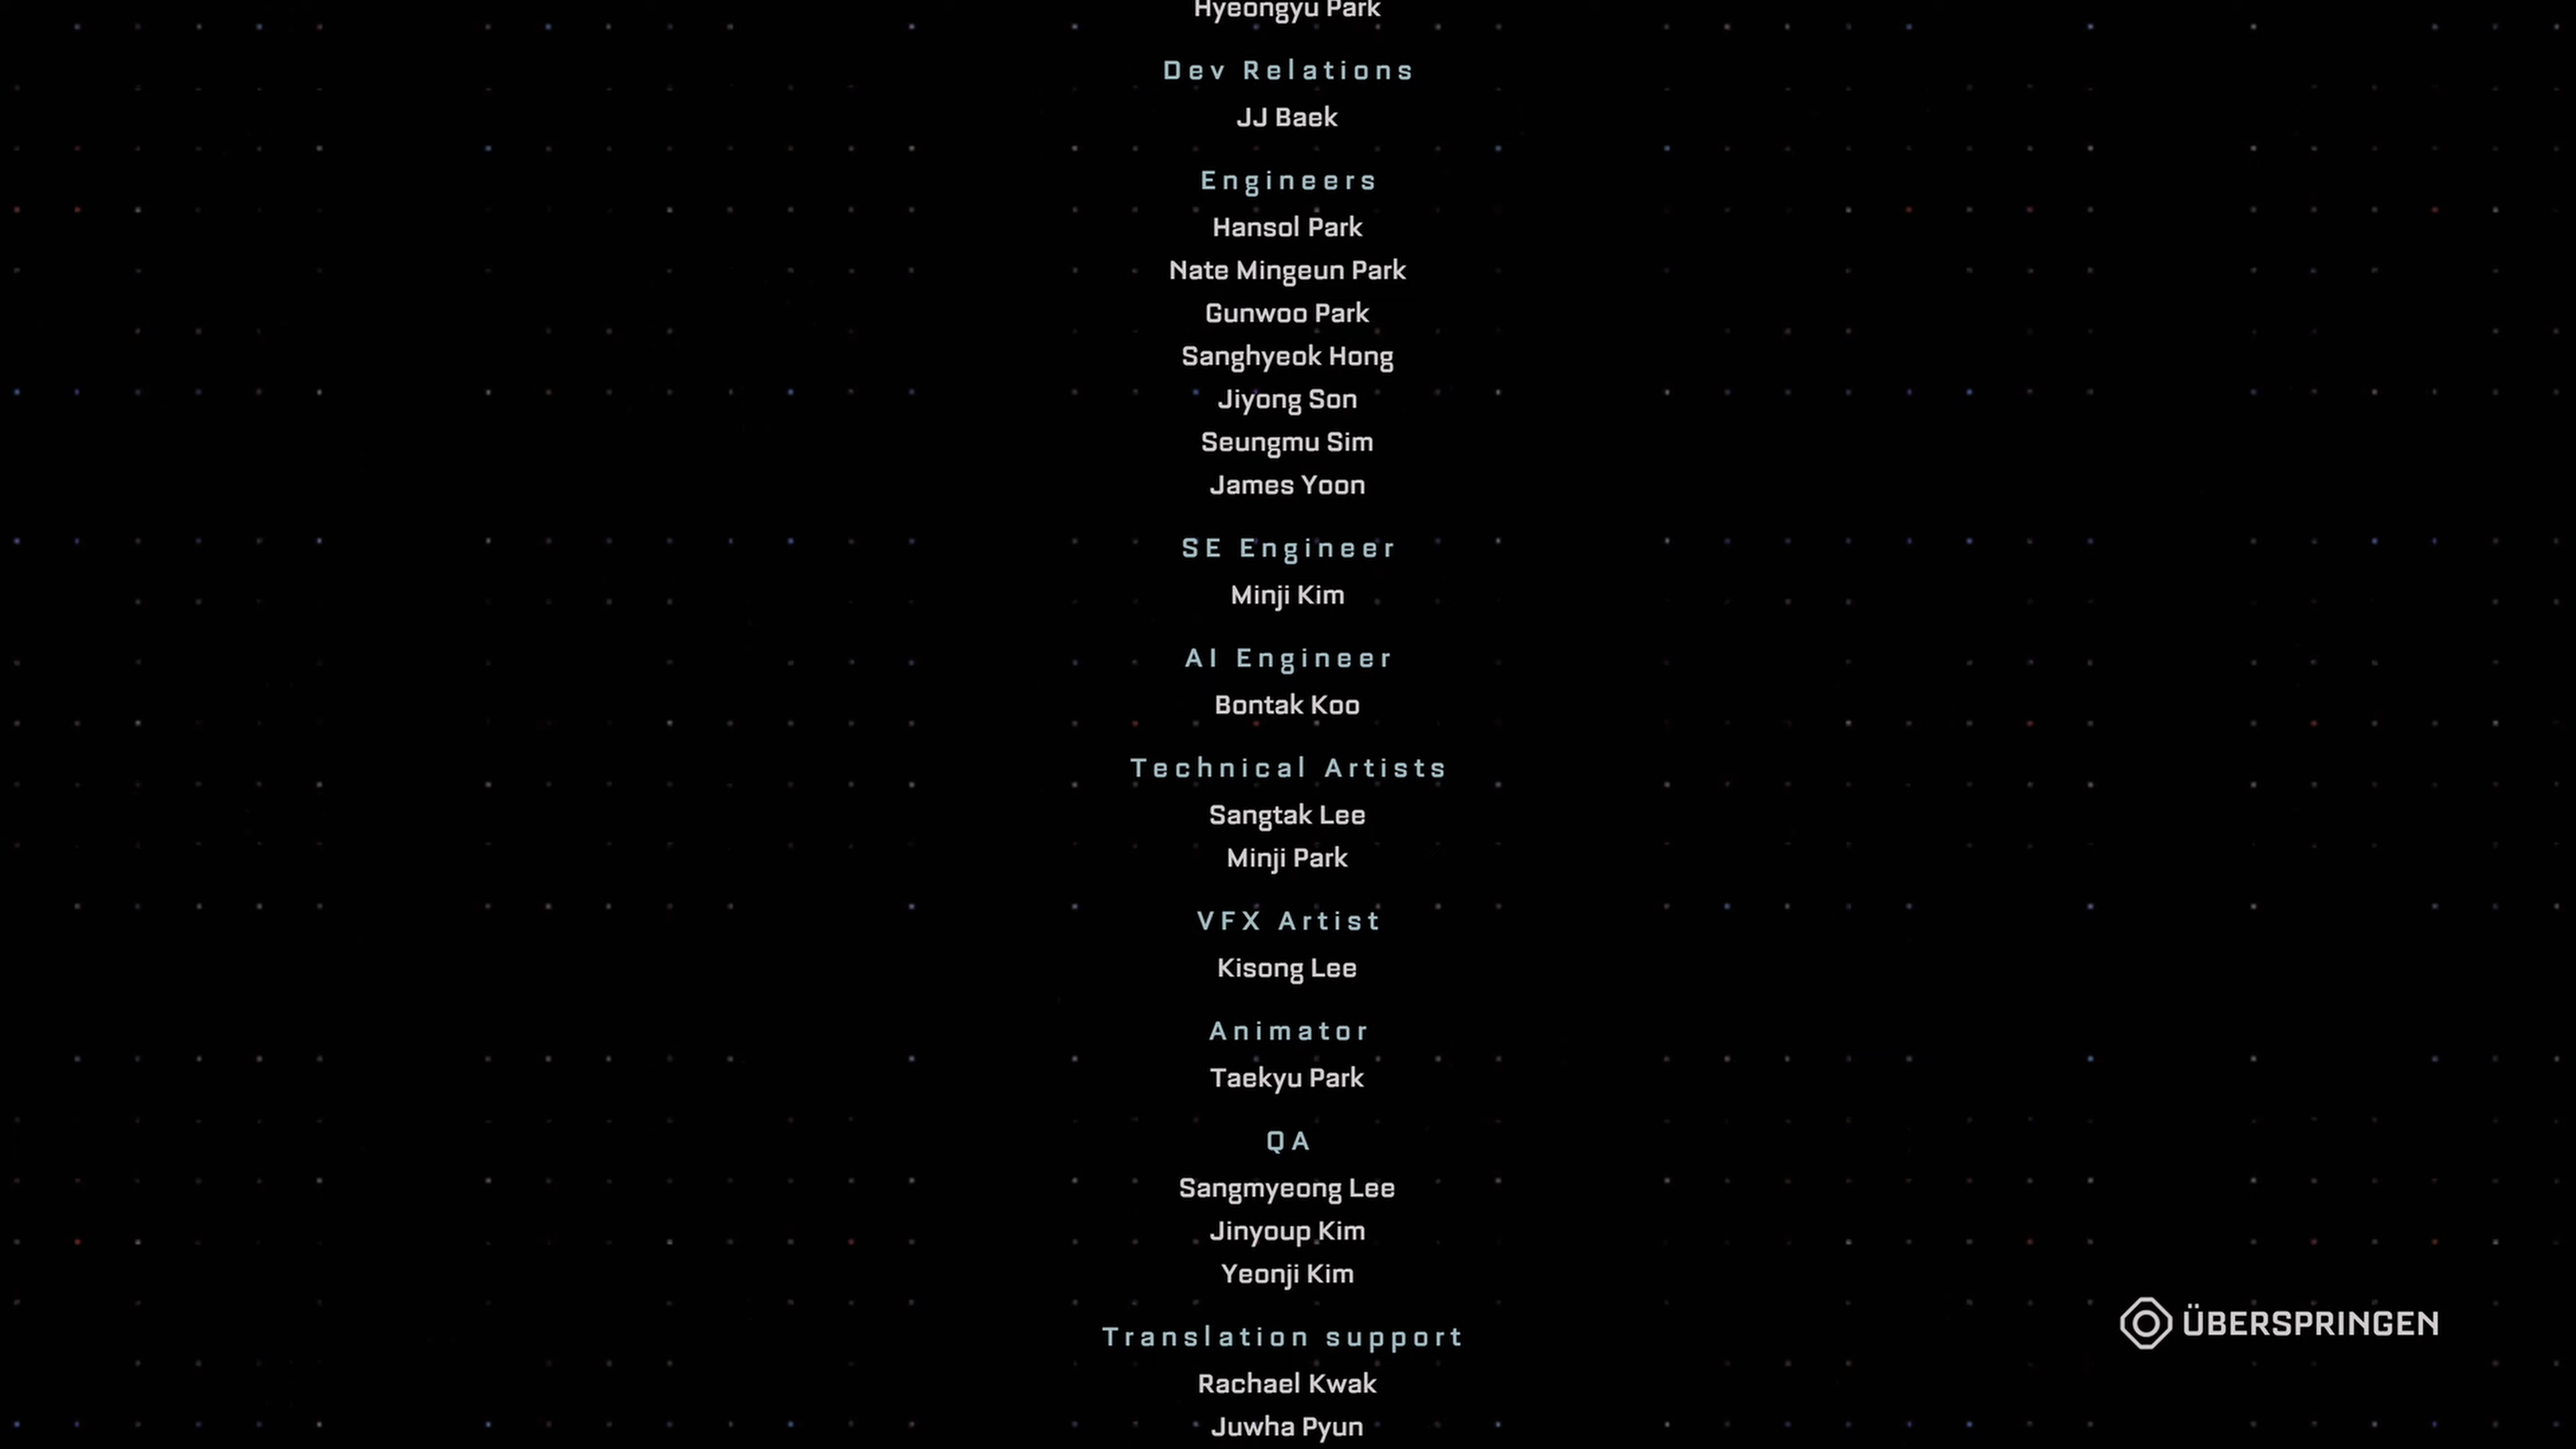 Hyeongyu Park
Dev Relations
JJ Baek
Engineers
Hansol Park
Nate Mingeun Park
Gunwoo Park
Sanghyeok Hong
Jiyong Son
Seungmu Sim
James Yoon
SE Engineer
Minji Kim
AI Engineer
Bontak Koo
Technical Artists
Sangtak Lee
Minji Park
VFX Artist
Kisong Lee
Animator
Taekyu Park
QA
Sangmyeong Lee
Jinyoup Kim
Yeonji Kim
ÜBERSPRINGEN
Translation support
Rachael Kwak
Juwha Pyun